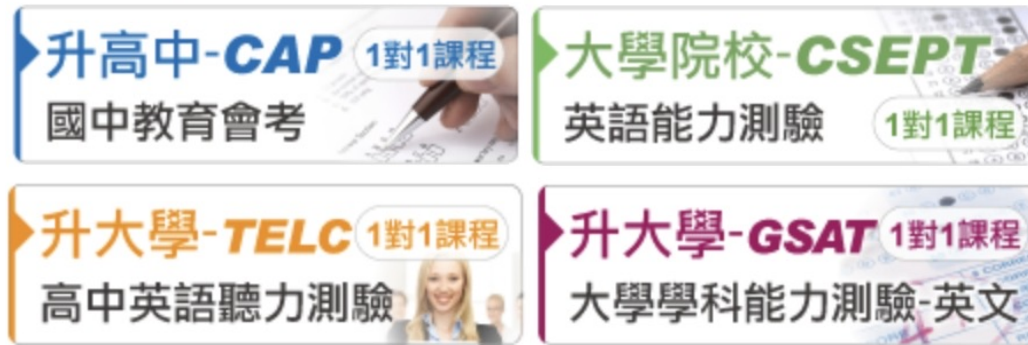 升高中-CAP 1對1課程
國中教育會考
大學院校-CSEPT
英語能力測驗 1對1課程
升大學-TELC 1對1課程
高中英語聽力測驗
升大學-GSAT 1對1課程
大學學科能力測驗-英文